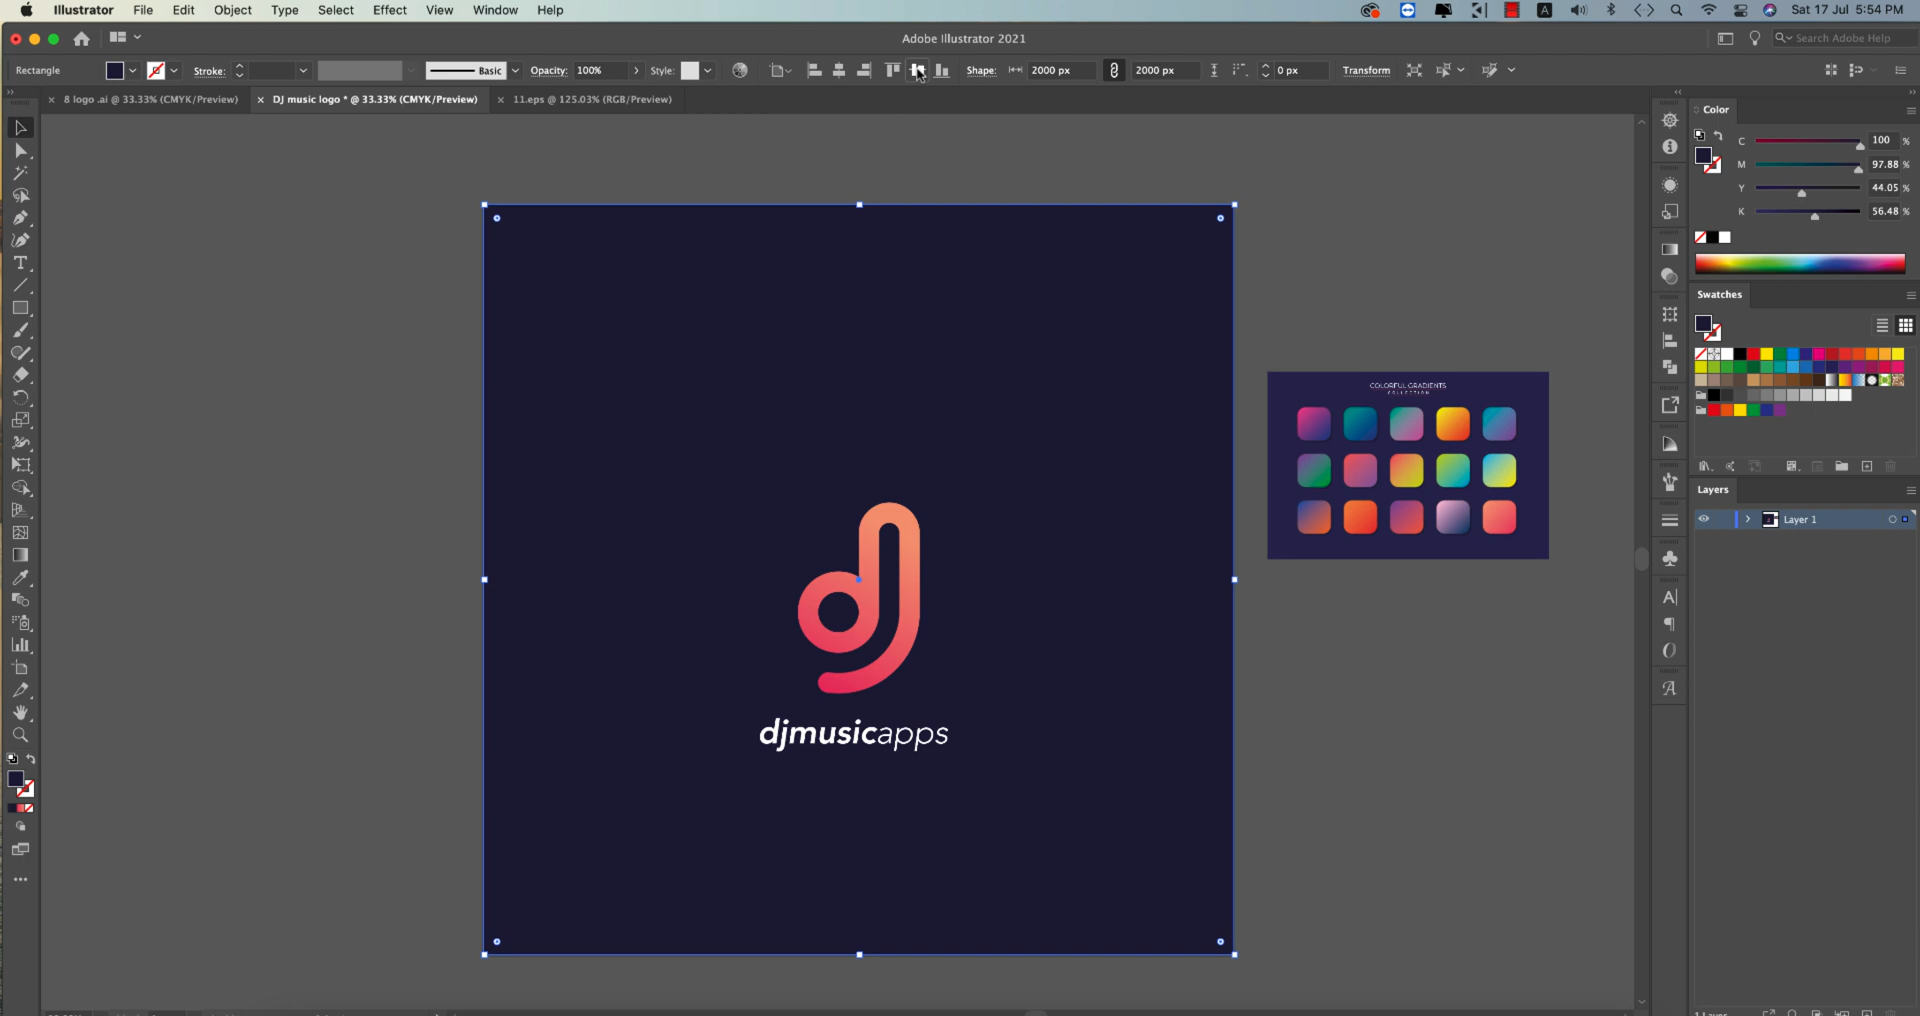 Illustrator File Edit Object Type Select Effect View Window Help
A Sat 17 Jul 5:54 PM
Adobe Illustrator 2021
Search Adobe Help
Rectangle Stroke: Basic Opacity: 100% Style: Shape: 2000 px 2000 px 0 px Transform
8 logo .ai @ 33.33% (CMYK/Preview) DJ music logo * @ 33.33% (CMYK/Preview) 11.eps @ 125.03% (RGB/Preview)
Color
C 100 %
M 97.88 %
Y 44.05 %
K 56.48 %
Swatches
COLORFUL GRADIENTS
COLLECTION
Layers
Layer 1
djmusicapps
1 Layer